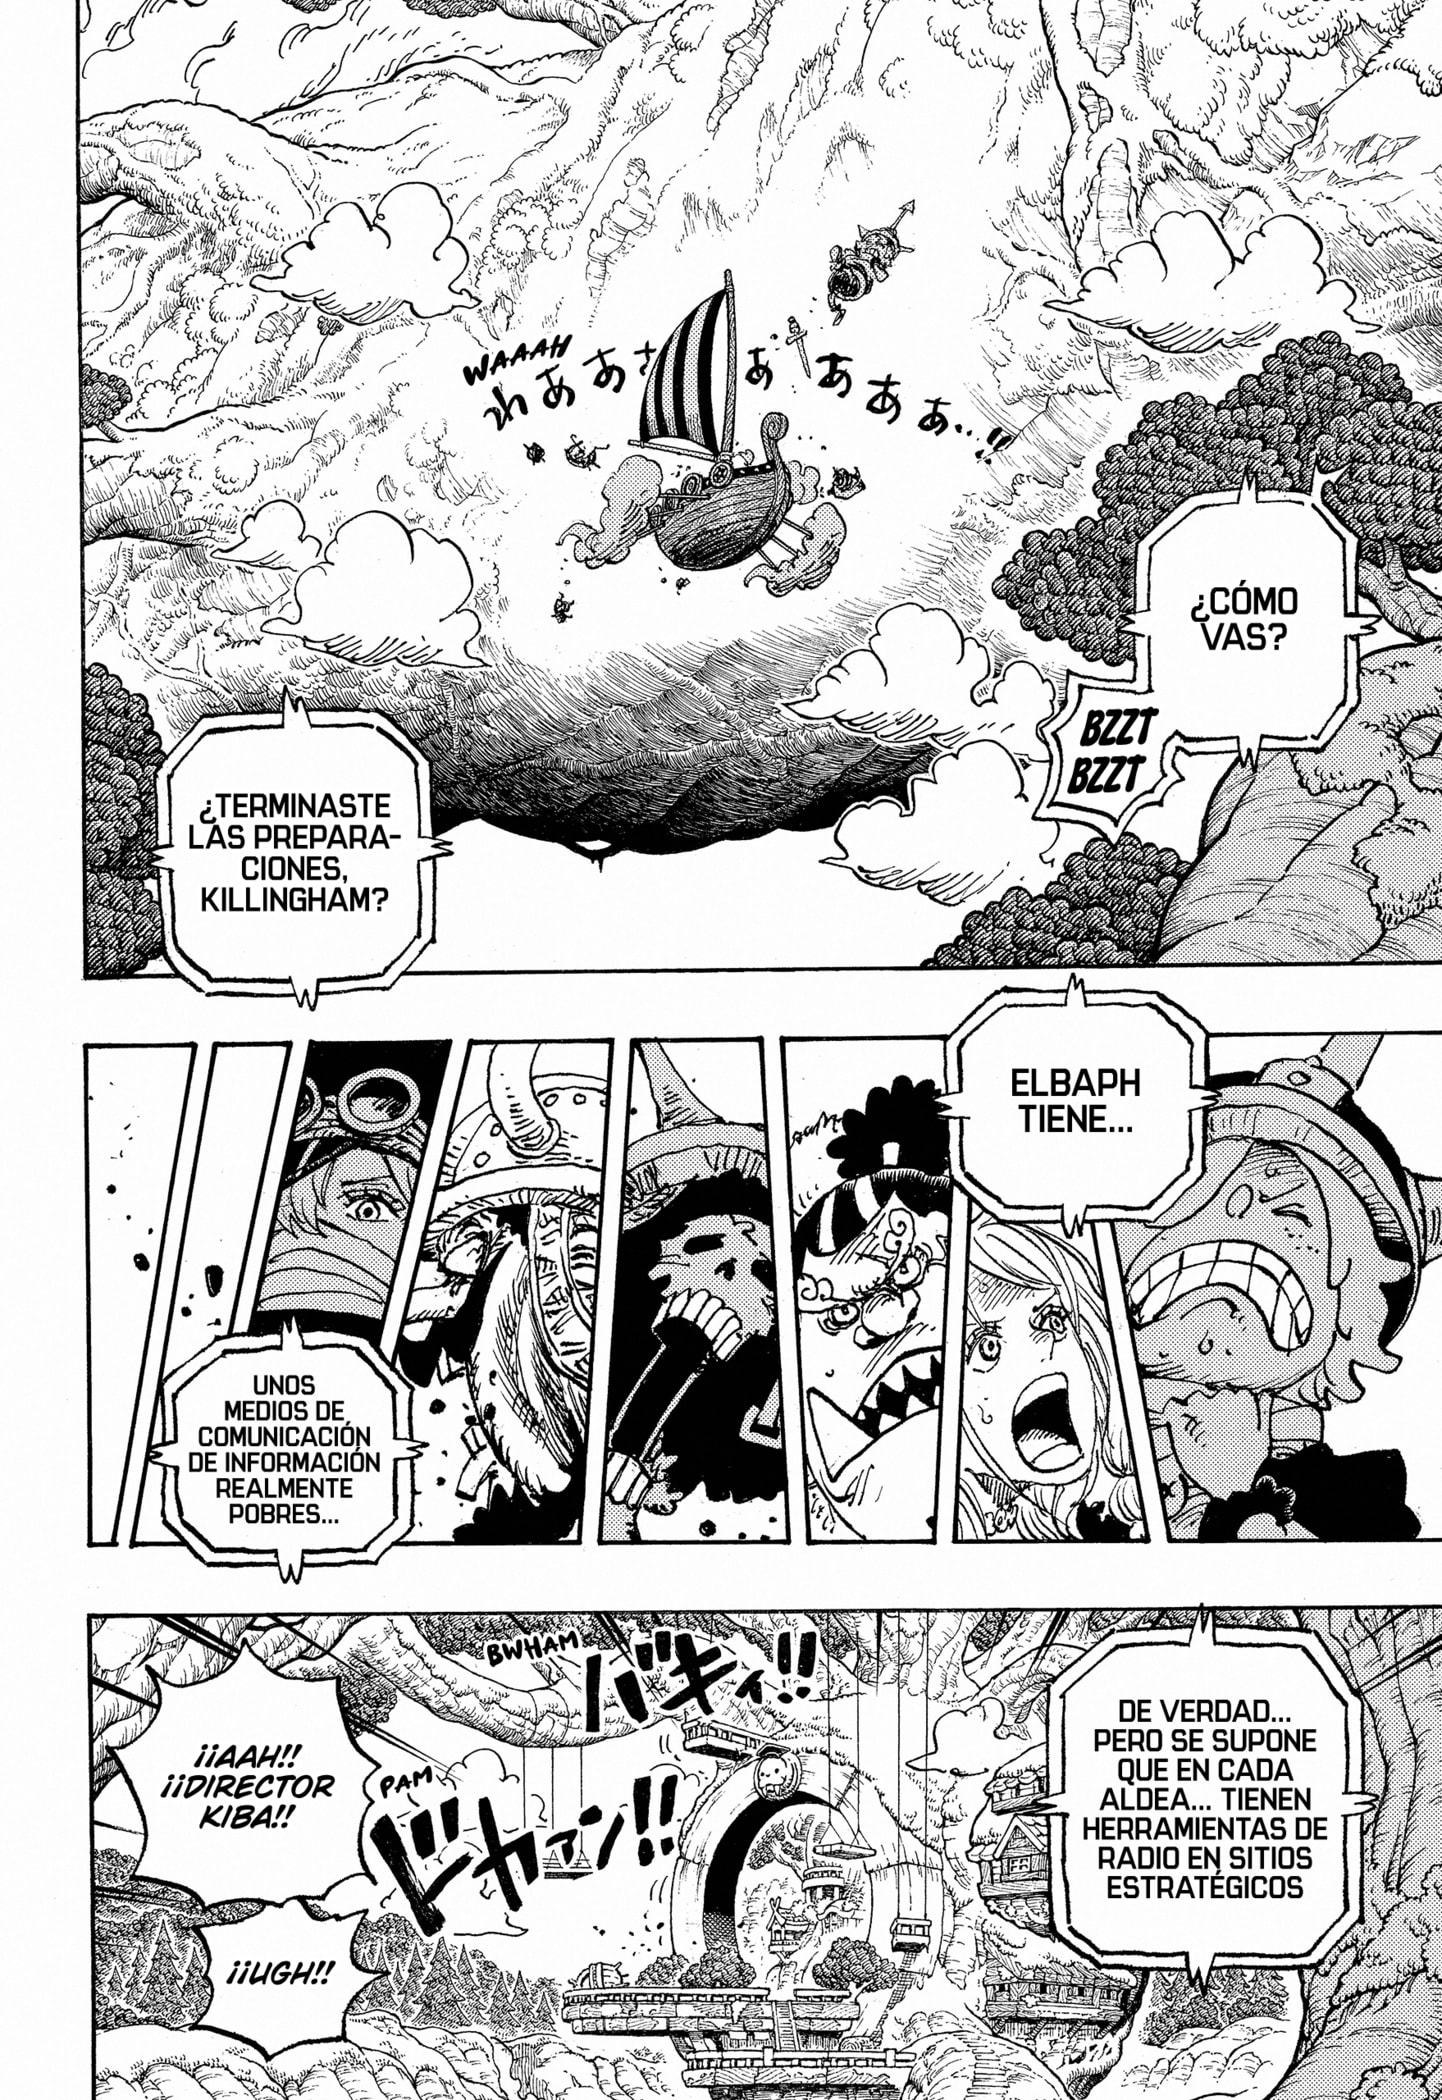 WAAAH
わああさぁあああ…!!
¿CÓMO
VAS?
BZZT
BZZT
¿TERMINASTE
LAS PREPARA-
CIONES,
KILLINGHAM?
ELBAPH
TIENE...
UNOS
MEDIOS DE
COMUNICACIÓN
DE INFORMACIÓN
REALMENTE
POBRES...
DE VERDAD...
PERO SE SUPONE
QUE EN CADA
ALDEA... TIENEN
HERRAMIENTAS DE
RADIO EN SITIOS
ESTRATÉGICOS
BWHAM
バキィ!!
PAM
ドカァン!!
¡¡AAH!!
¡¡DIRECTOR
KIBA!!
¡¡UGH!!